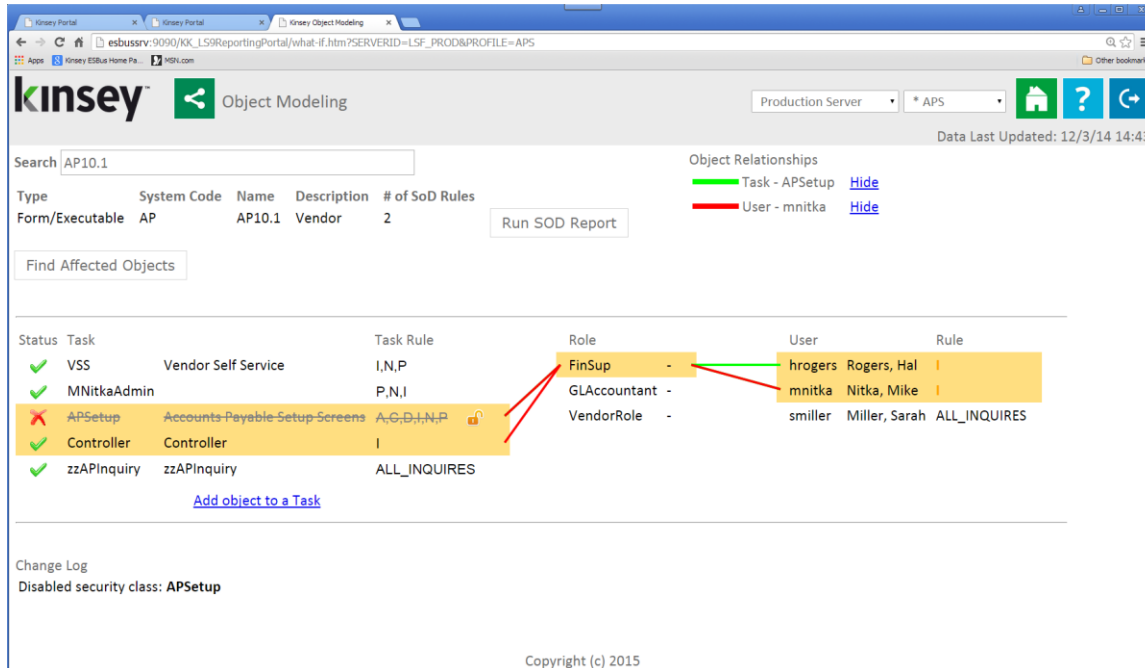 Kinsey Portal Kinsey Portal Kinsey Object Modeling
esbussrv:9090/KK_LS9ReportingPortal/what-if.htm?SERVERID=LSF_PROD&PROFILE=APS
Apps Kinsey ESBus Home Pa... MSN.com Other bookmark
kinsey Object Modeling Production Server * APS ?
Data Last Updated: 12/3/14 14:43
Search AP10.1 Object Relationships
Task - APSetup Hide
Type System Code Name Description # of SoD Rules
User - mnitka Hide
Form/Executable AP AP10.1 Vendor 2 Run SOD Report
Find Affected Objects
Status Task Task Rule Role User Rule
VSS Vendor Self Service I,N,P FinSup - hrogers Rogers, Hal I
MNitkaAdmin P,N,I GLAccountant - mnitka Nitka, Mike I
APSetup Accounts Payable Setup Screens A,C,D,I,N,P VendorRole - smiller Miller, Sarah ALL_INQUIRES
Controller Controller I
zzAPInquiry zzAPInquiry ALL_INQUIRES
Add object to a Task
Change Log
Disabled security class: APSetup
Copyright (c) 2015